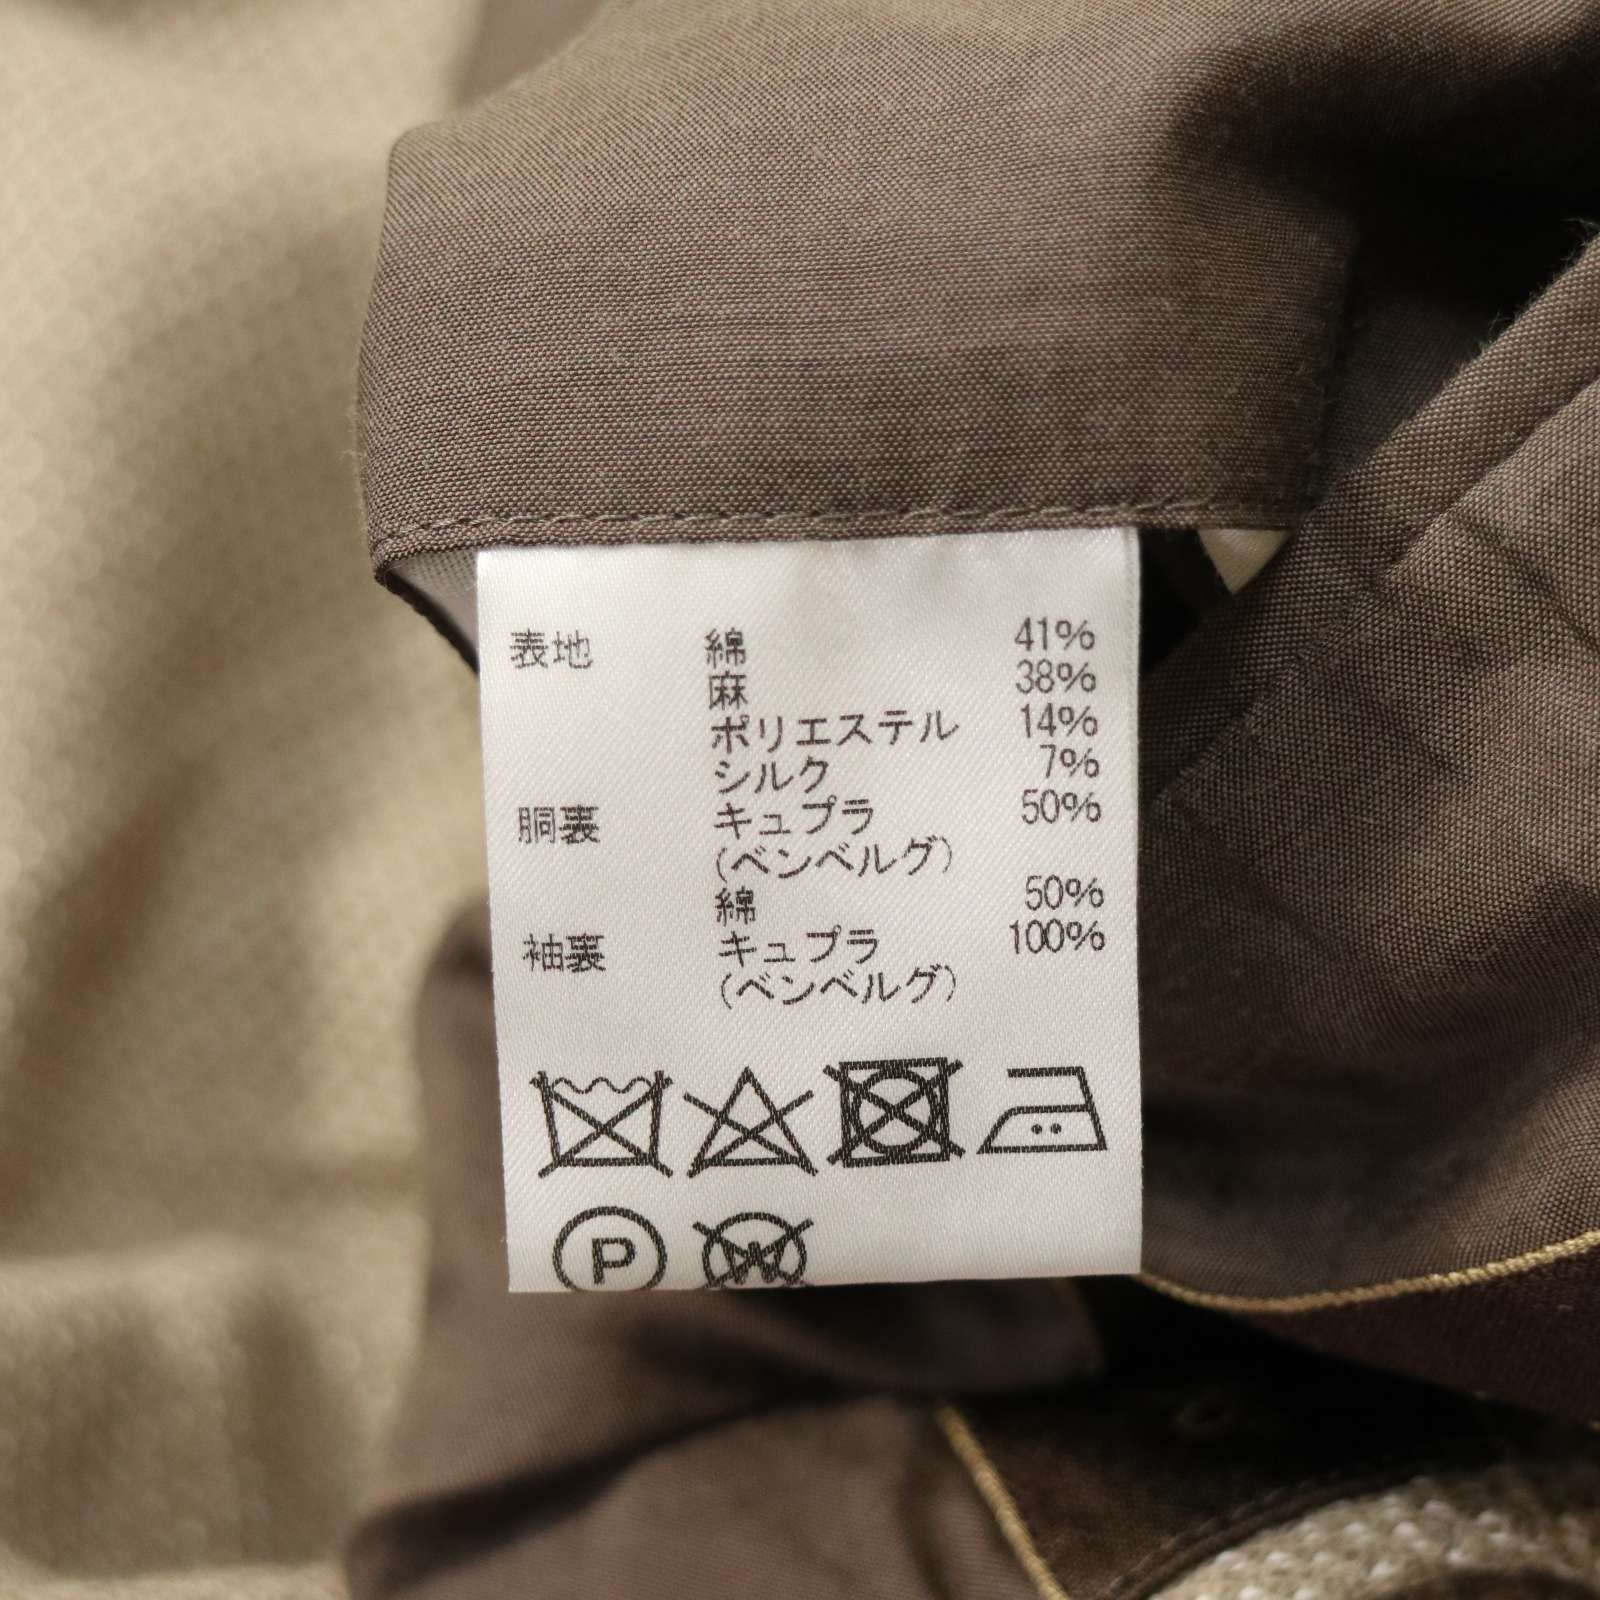 表地 綿 41%
麻 38%
ポリエステル 14%
シルク 7%
胴裏 キュプラ 50%
(ベンベルグ)
綿 50%
袖裏 キュプラ 100%
(ベンベルグ)
P W